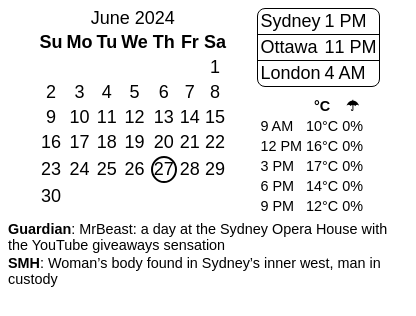 June 2024
Su Mo Tu We Th Fr Sa
1
2 3 4 5 6 7 8
9 10 11 12 13 14 15
16 17 18 19 20 21 22
23 24 25 26 27 28 29
30
Sydney 1 PM
Ottawa 11 PM
London 4 AM
°C ☂
9 AM 10°C 0%
12 PM 16°C 0%
3 PM 17°C 0%
6 PM 14°C 0%
9 PM 12°C 0%
Guardian: MrBeast: a day at the Sydney Opera House with
the YouTube giveaways sensation
SMH: Woman’s body found in Sydney’s inner west, man in
custody